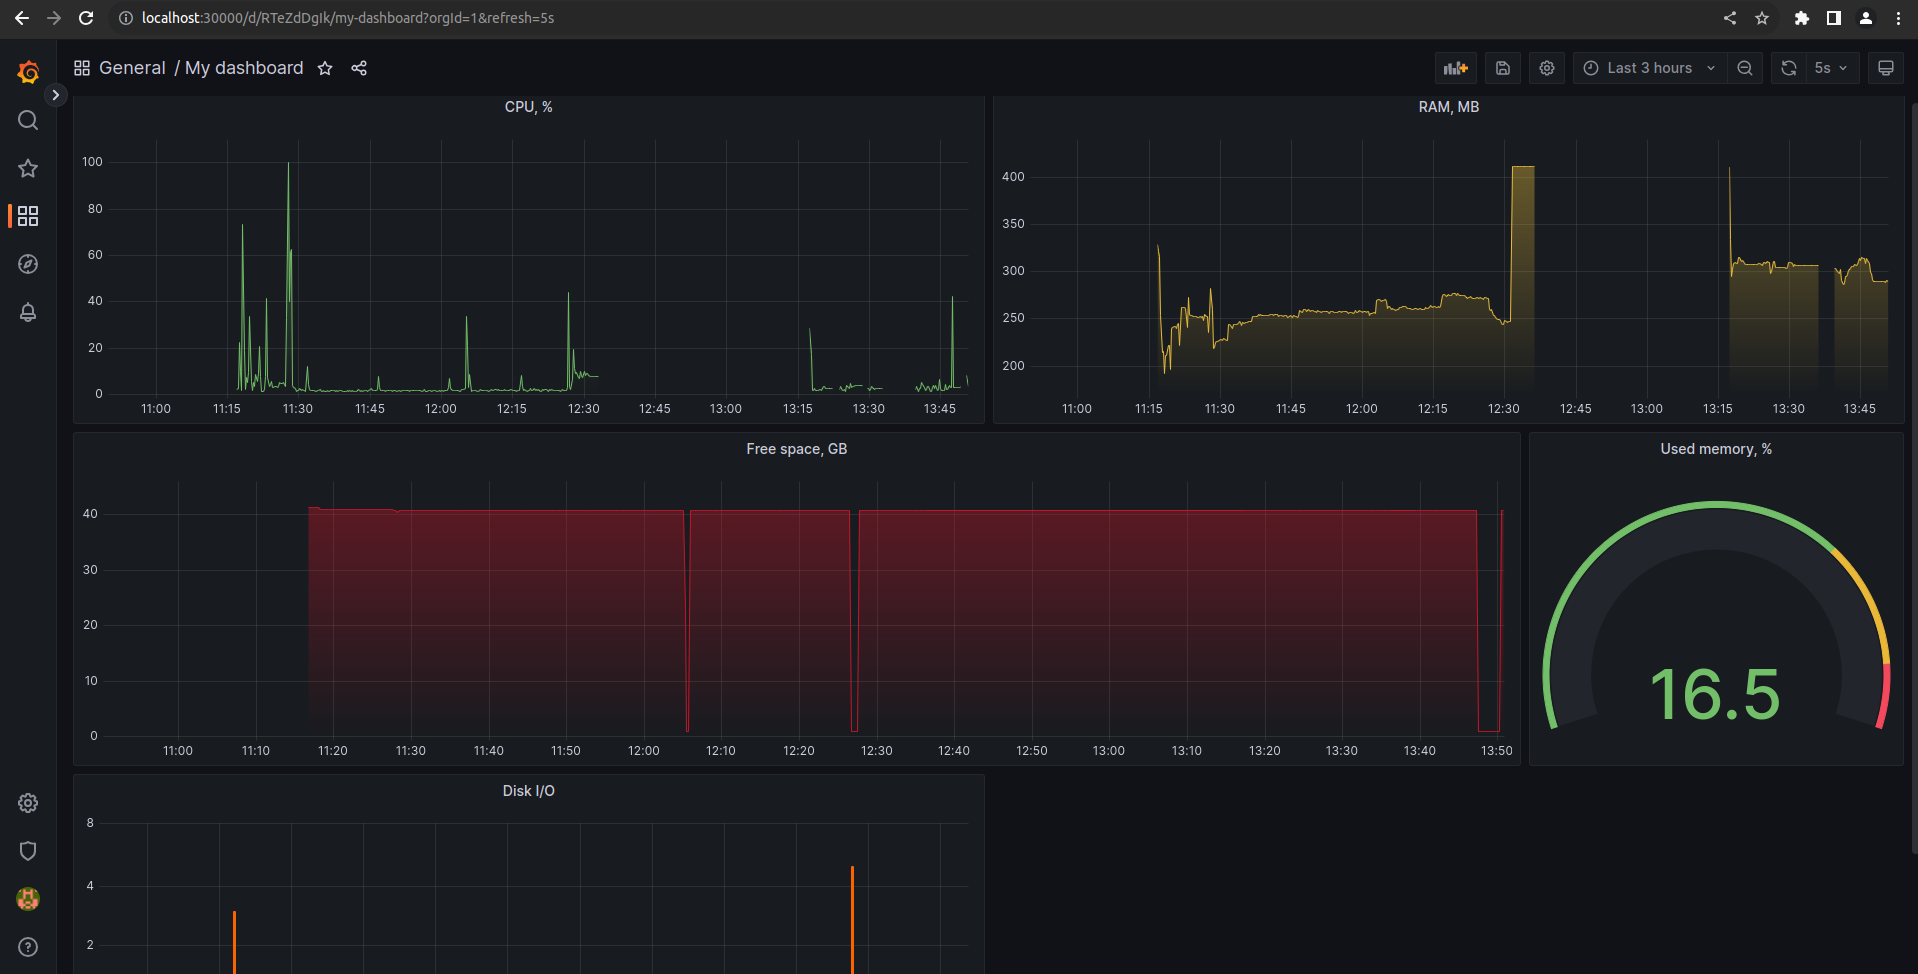 localhost:30000/d/RTeZdDgIk/my-dashboard?orgId=1&refresh=5s
General / My dashboard
Last 3 hours
5s
CPU, %
100
80
60
40
20
0
11:00 11:15 11:30 11:45 12:00 12:15 12:30 12:45 13:00 13:15 13:30 13:45
RAM, MB
400
350
300
250
200
11:00 11:15 11:30 11:45 12:00 12:15 12:30 12:45 13:00 13:15 13:30 13:45
Free space, GB
40
30
20
10
0
11:00 11:10 11:20 11:30 11:40 11:50 12:00 12:10 12:20 12:30 12:40 12:50 13:00 13:10 13:20 13:30 13:40 13:50
Used memory, %
16.5
Disk I/O
8
4
2